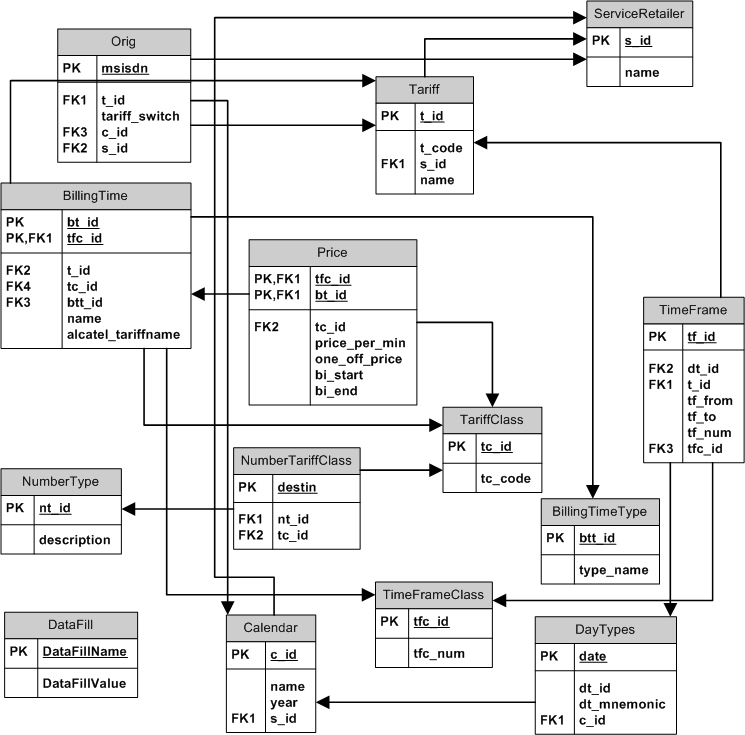 ServiceRetailer
PK s_id
name
Orig
PK msisdn
FK1 t_id
tariff_switch
FK3 c_id
FK2 s_id
Tariff
PK t_id
t_code
FK1 s_id
name
BillingTime
PK bt_id
PK,FK1 tfc_id
FK2 t_id
FK4 tc_id
FK3 btt_id
name
alcatel_tariffname
Price
PK,FK1 tfc_id
PK,FK1 bt_id
FK2 tc_id
price_per_min
one_off_price
bi_start
bi_end
TimeFrame
PK tf_id
FK2 dt_id
FK1 t_id
tf_from
tf_to
tf_num
FK3 tfc_id
TariffClass
PK tc_id
tc_code
NumberTariffClass
PK destin
FK1 nt_id
FK2 tc_id
NumberType
PK nt_id
description
BillingTimeType
PK btt_id
type_name
TimeFrameClass
PK tfc_id
tfc_num
DataFill
PK DataFillName
DataFillValue
Calendar
PK c_id
name
year
FK1 s_id
DayTypes
PK date
dt_id
dt_mnemonic
FK1 c_id